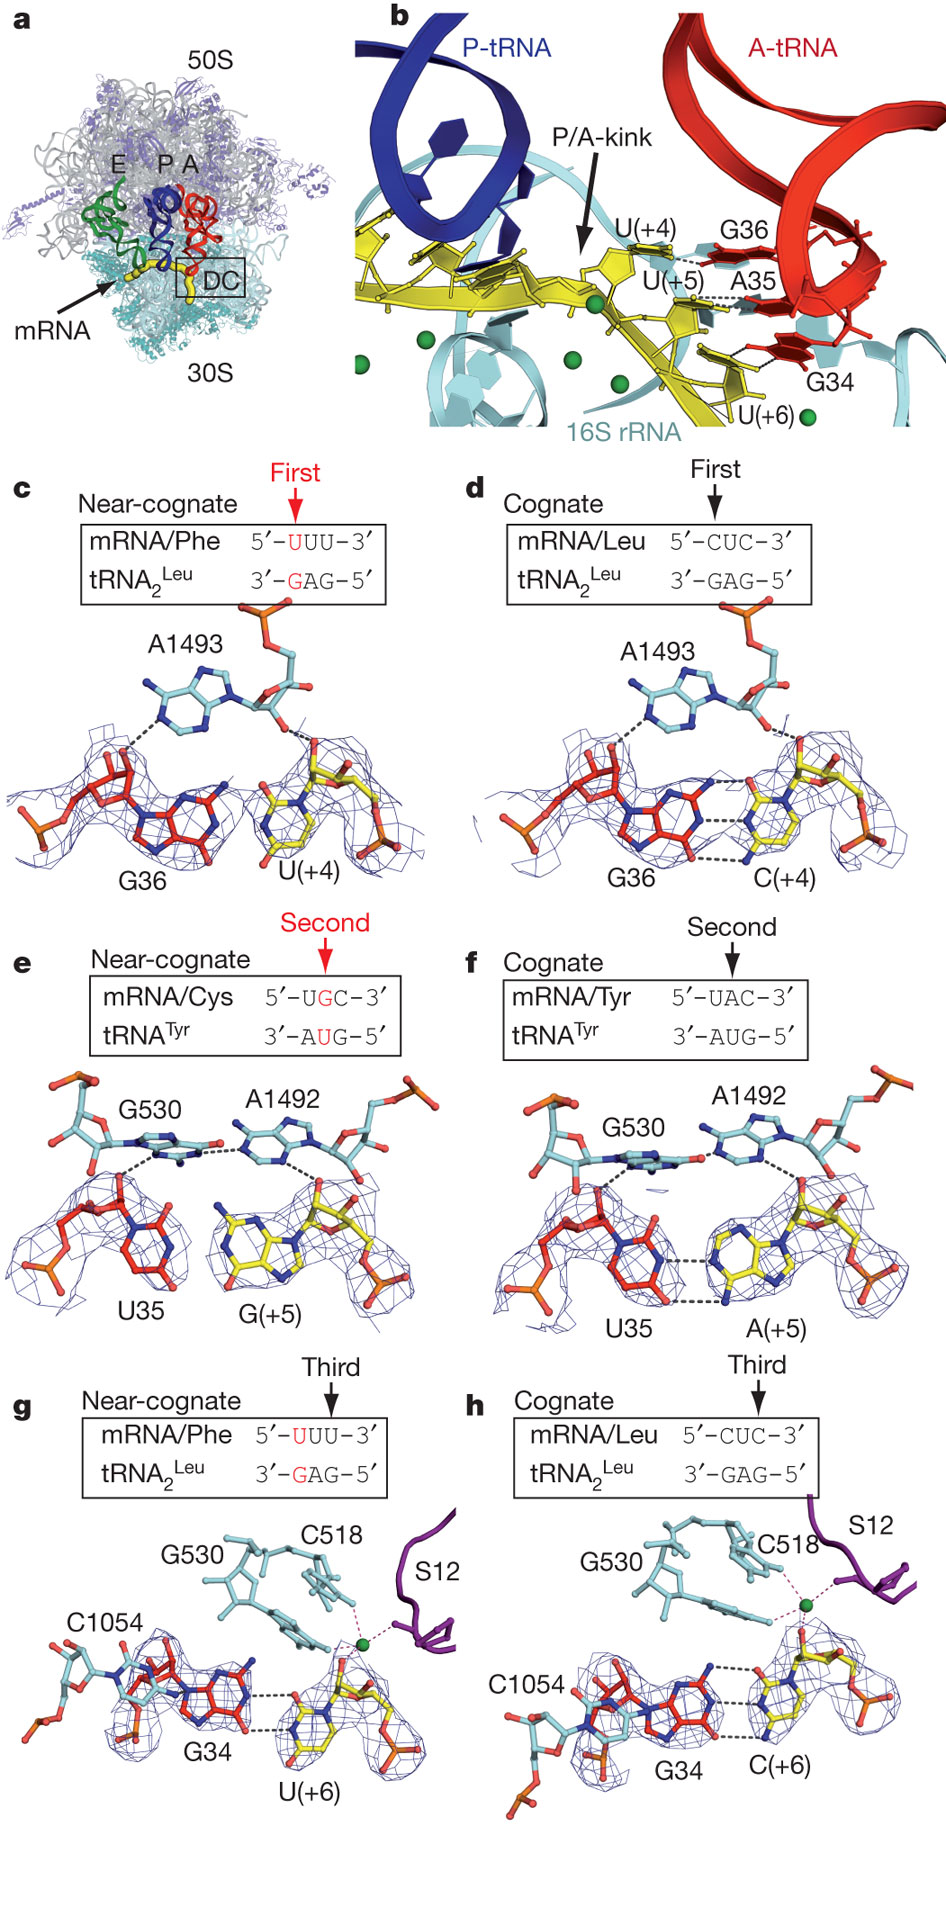 a
50S
E
P
A
DC
mRNA
30S
b
P-tRNA
A-tRNA
P/A-kink
U(+4)
G36
U(+5)
A35
G34
U(+6)
16S rRNA
c
First
Near-cognate
mRNA/Phe 5′-UUU-3′
tRNA2Leu 3′-GAG-5′
A1493
G36
U(+4)
d
First
Cognate
mRNA/Leu 5′-CUC-3′
tRNA2Leu 3′-GAG-5′
A1493
G36
C(+4)
e
Second
Near-cognate
mRNA/Cys 5′-UGC-3′
tRNATyr 3′-AUG-5′
G530
A1492
U35
G(+5)
f
Second
Cognate
mRNA/Tyr 5′-UAC-3′
tRNATyr 3′-AUG-5′
G530
A1492
U35
A(+5)
g
Third
Near-cognate
mRNA/Phe 5′-UUU-3′
tRNA2Leu 3′-GAG-5′
G530
C518
S12
C1054
G34
U(+6)
h
Third
Cognate
mRNA/Leu 5′-CUC-3′
tRNA2Leu 3′-GAG-5′
G530
C518
S12
C1054
G34
C(+6)